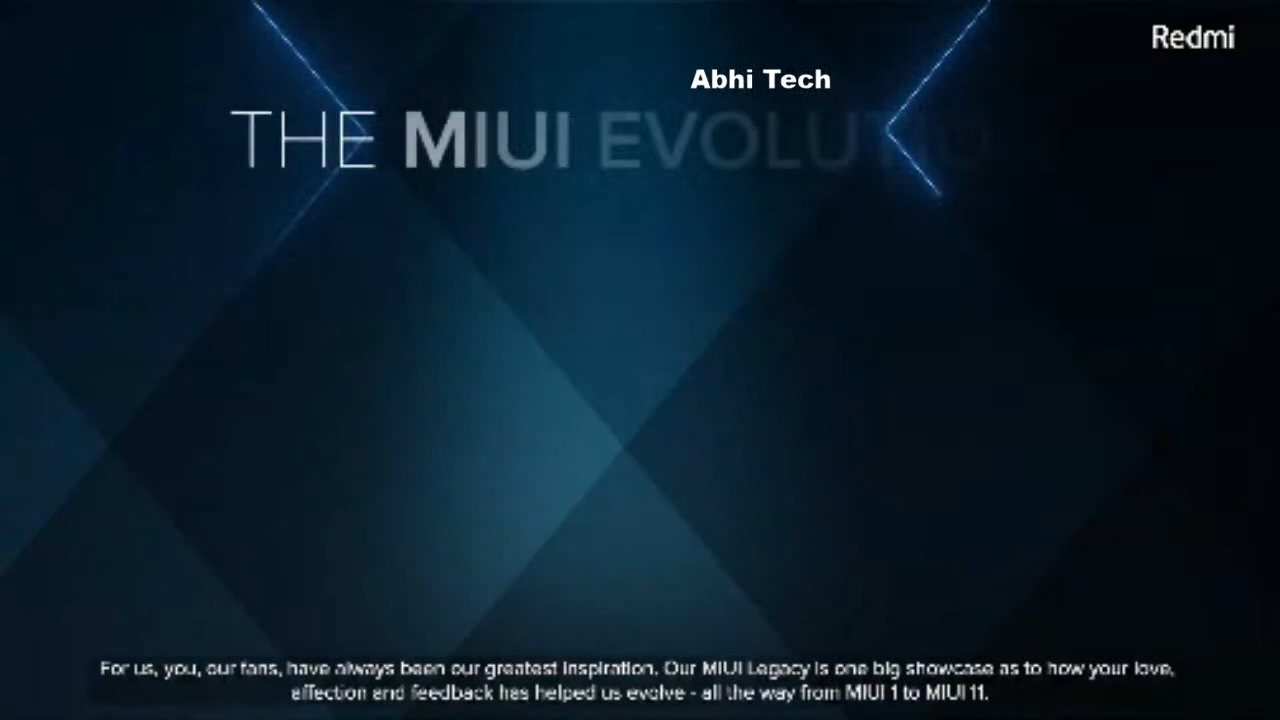 Redmi
Abhi Tech
THE MIUI EVOLUTION
For us, you, our fans, have always been our greatest inspiration. Our MIUI Legacy is one big showcase as to how your love,
affection and feedback has helped us evolve - all the way from MIUI 1 to MIUI 11.